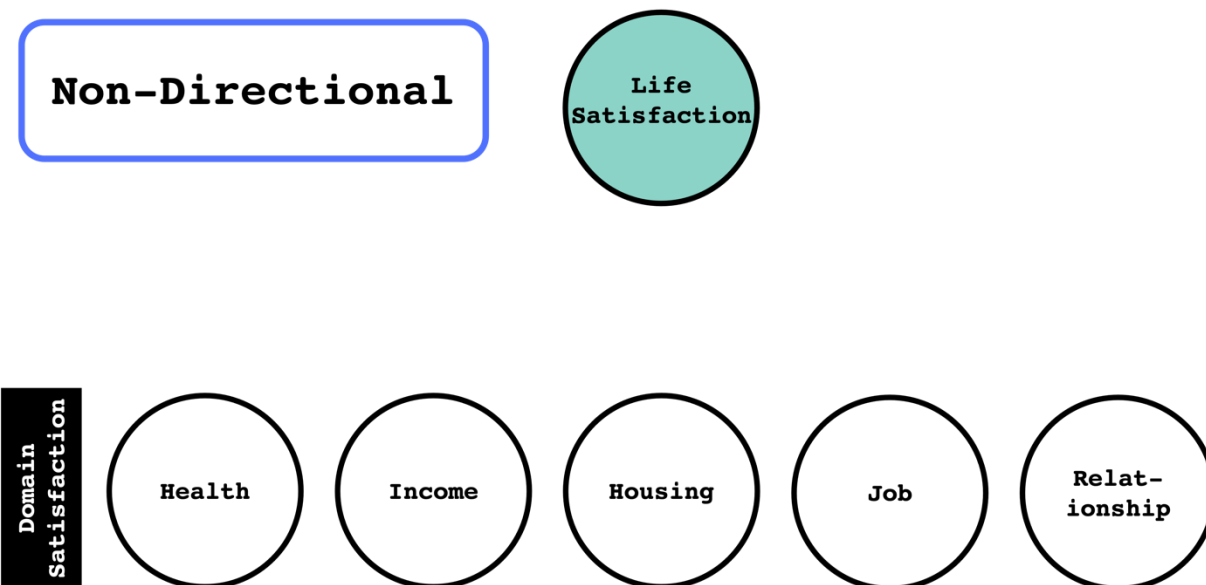 Non-Directional
Life
Satisfaction
Domain
Satisfaction
Health
Income
Housing
Job
Relat-
ionship